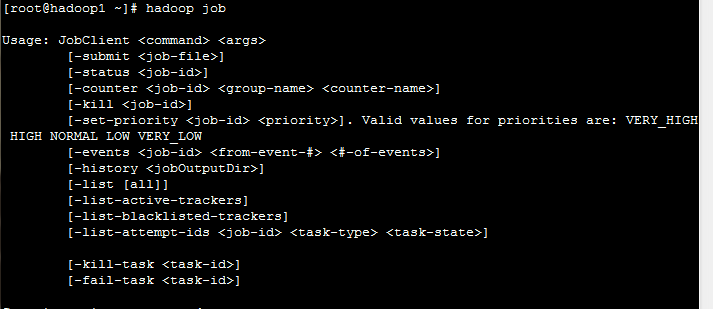 [root@hadoop1 ~]# hadoop job
Usage: JobClient <command> <args>
[-submit <job-file>]
[-status <job-id>]
[-counter <job-id> <group-name> <counter-name>]
[-kill <job-id>]
[-set-priority <job-id> <priority>]. Valid values for priorities are: VERY_HIGH
HIGH NORMAL LOW VERY_LOW
[-events <job-id> <from-event-#> <#-of-events>]
[-history <jobOutputDir>]
[-list [all]]
[-list-active-trackers]
[-list-blacklisted-trackers]
[-list-attempt-ids <job-id> <task-type> <task-state>]
[-kill-task <task-id>]
[-fail-task <task-id>]